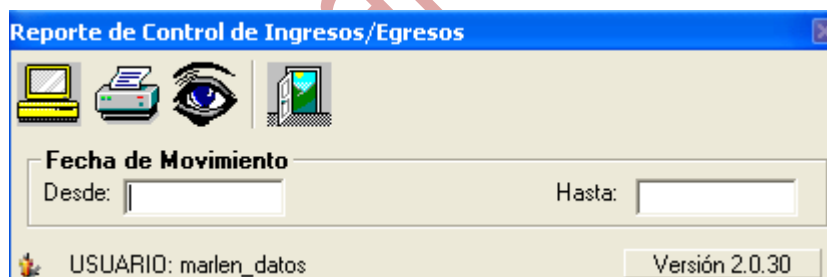 Reporte de Control de Ingresos/Egresos
Fecha de Movimiento
Desde:
Hasta:
USUARIO: marlen_datos
Versión 2.0.30